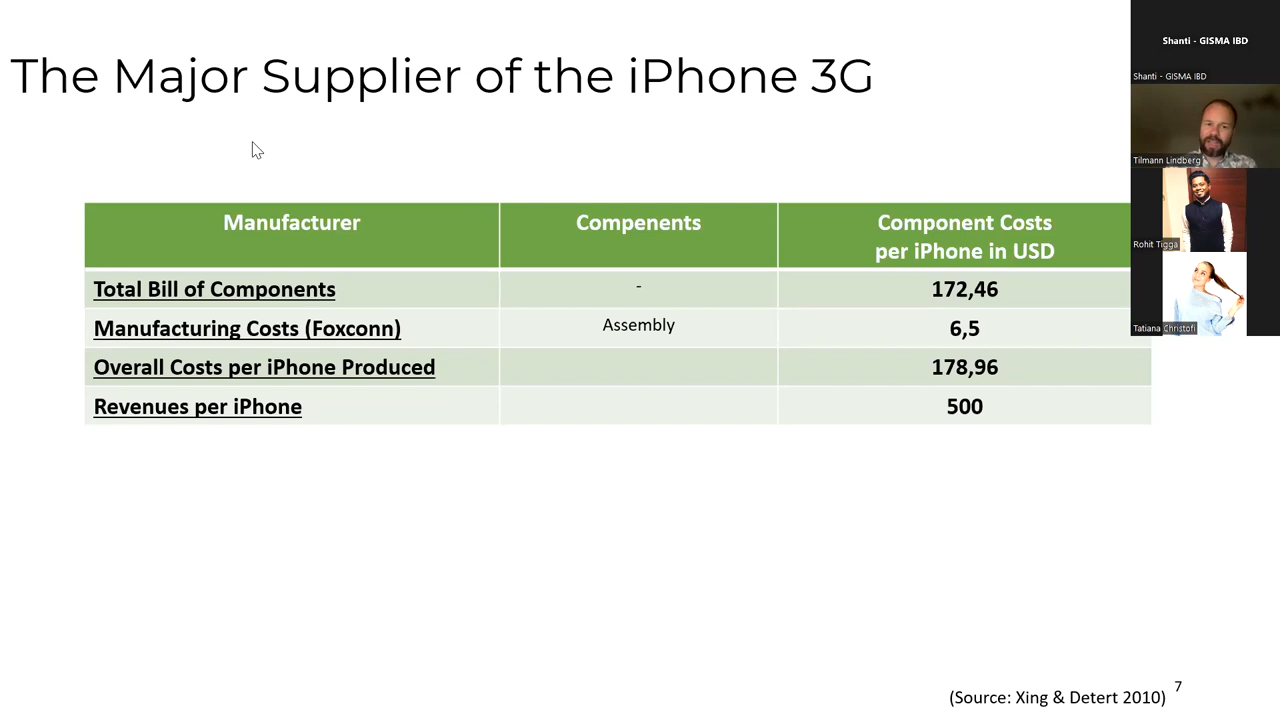 The Major Supplier of the iPhone 3G
Manufacturer Compenents Component Costs
per iPhone in USD
Total Bill of Components - 172,46
Manufacturing Costs (Foxconn) Assembly 6,5
Overall Costs per iPhone Produced 178,96
Revenues per iPhone 500
(Source: Xing & Detert 2010) 7
Shanti - GISMA IBD
Shanti - GISMA IBD
Tilmann Lindberg
Rohit Tigga
Tatiana Christofi